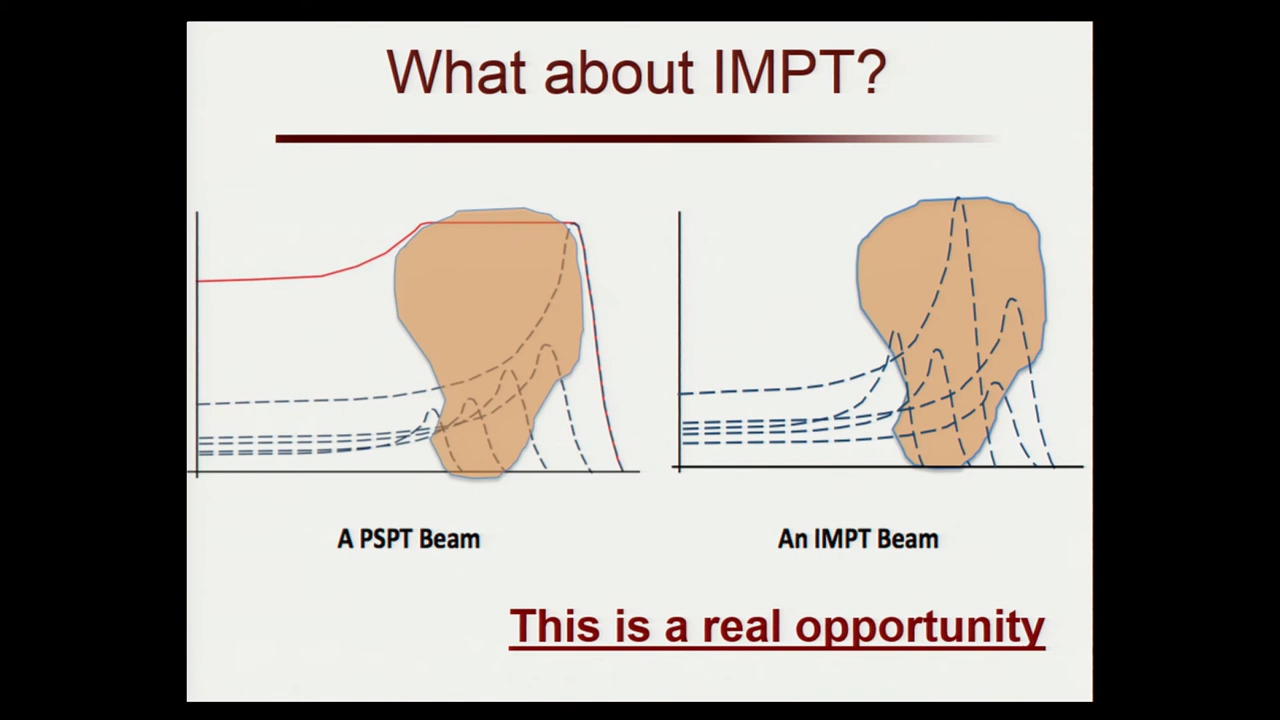 What about IMPT?
A PSPT Beam
An IMPT Beam
This is a real opportunity